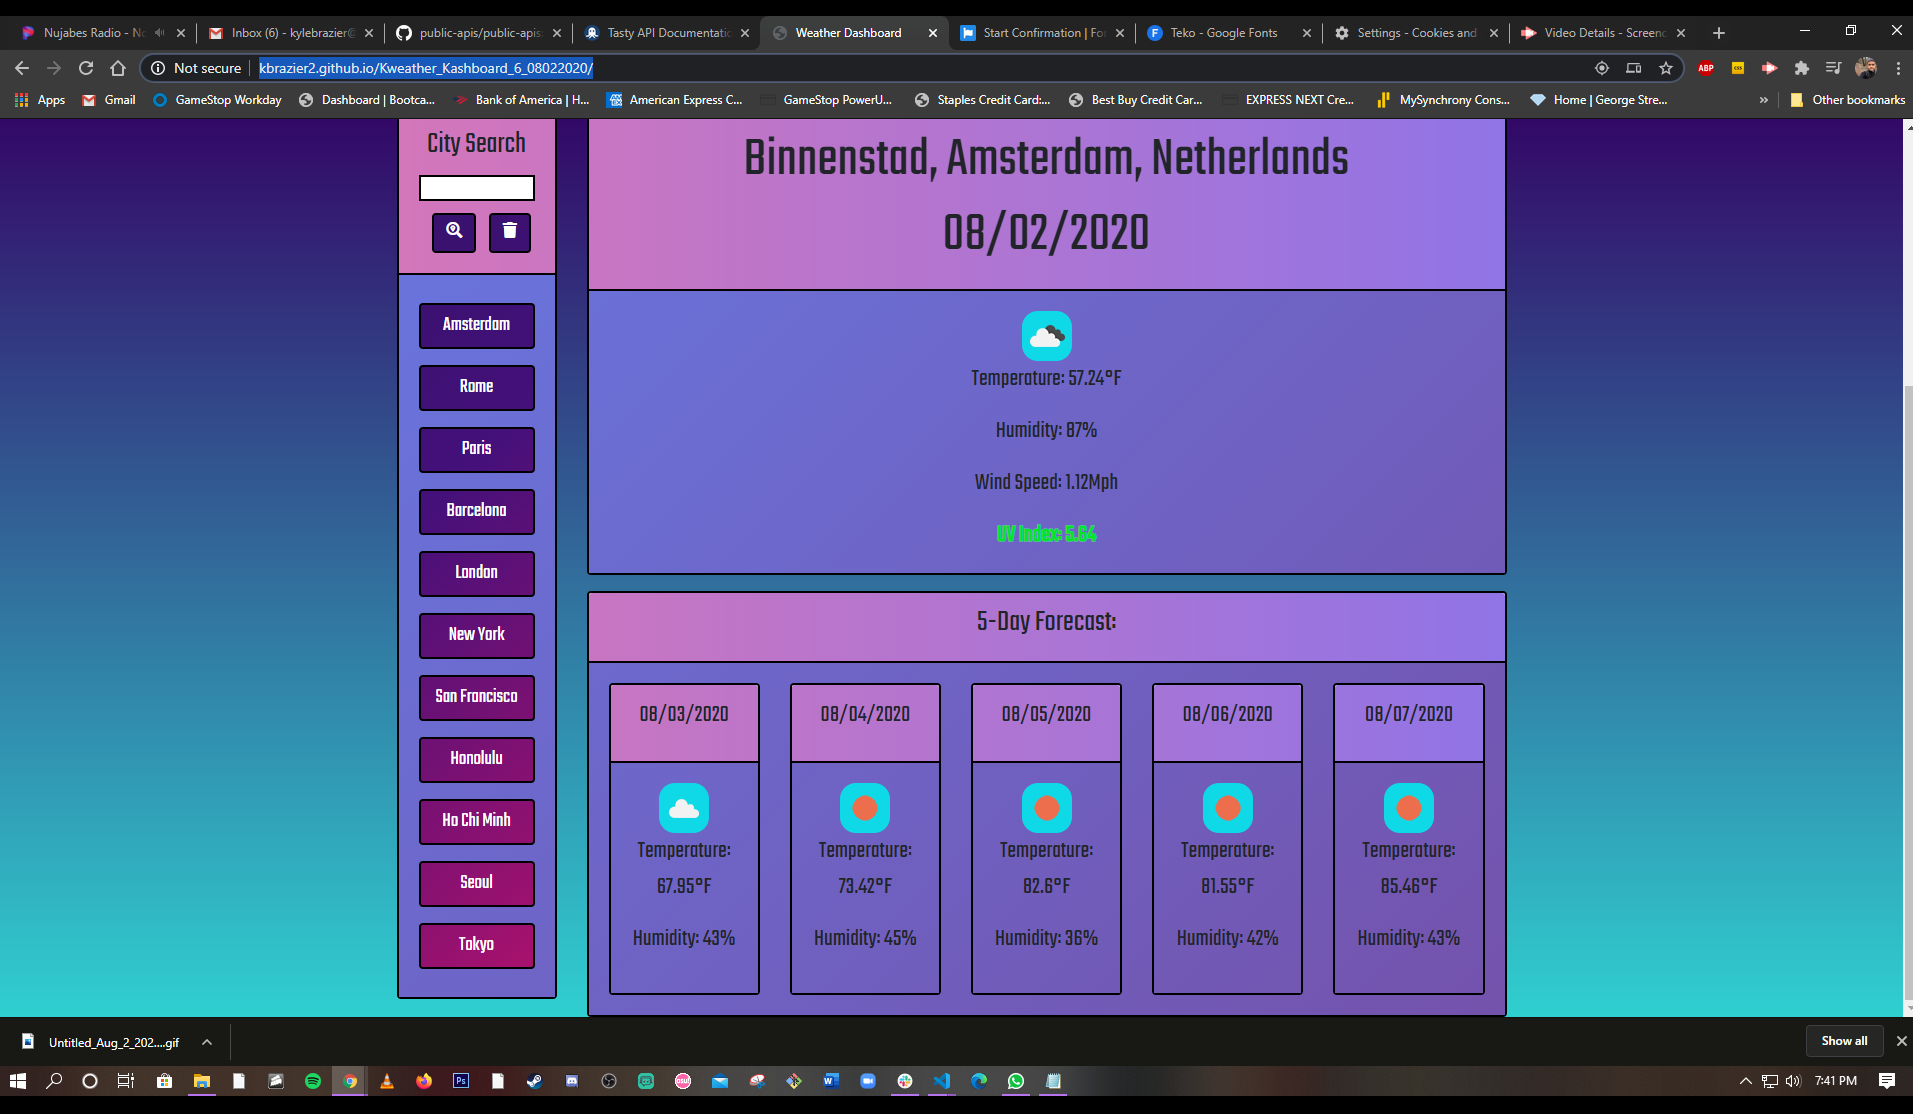 Nujabes Radio - No
Inbox (6) - kylebrazier@
public-apis/public-apis
Tasty API Documentatio
Weather Dashboard
Start Confirmation | For
Teko - Google Fonts
Settings - Cookies and
Video Details - Screenc
Not secure
kbrazier2.github.io/Kweather_Kashboard_6_08022020/
ABP
Apps
Gmail
GameStop Workday
Dashboard | Bootca...
Bank of America | H...
American Express C...
GameStop PowerU...
Staples Credit Card:...
Best Buy Credit Car...
EXPRESS NEXT Cre...
MySynchrony Cons...
Home | George Stre...
»
Other bookmarks
City Search
Amsterdam
Rome
Paris
Barcelona
London
New York
San Francisco
Honolulu
Ho Chi Minh
Seoul
Tokyo
Binnenstad, Amsterdam, Netherlands
08/02/2020
Temperature: 57.24°F
Humidity: 87%
Wind Speed: 1.12Mph
UV Index: 5.64
5-Day Forecast:
08/03/2020
Temperature:
67.95°F
Humidity: 43%
08/04/2020
Temperature:
73.42°F
Humidity: 45%
08/05/2020
Temperature:
82.6°F
Humidity: 36%
08/06/2020
Temperature:
81.55°F
Humidity: 42%
08/07/2020
Temperature:
85.46°F
Humidity: 43%
Untitled_Aug_2_202....gif
Show all
Ps
osu!
7:41 PM